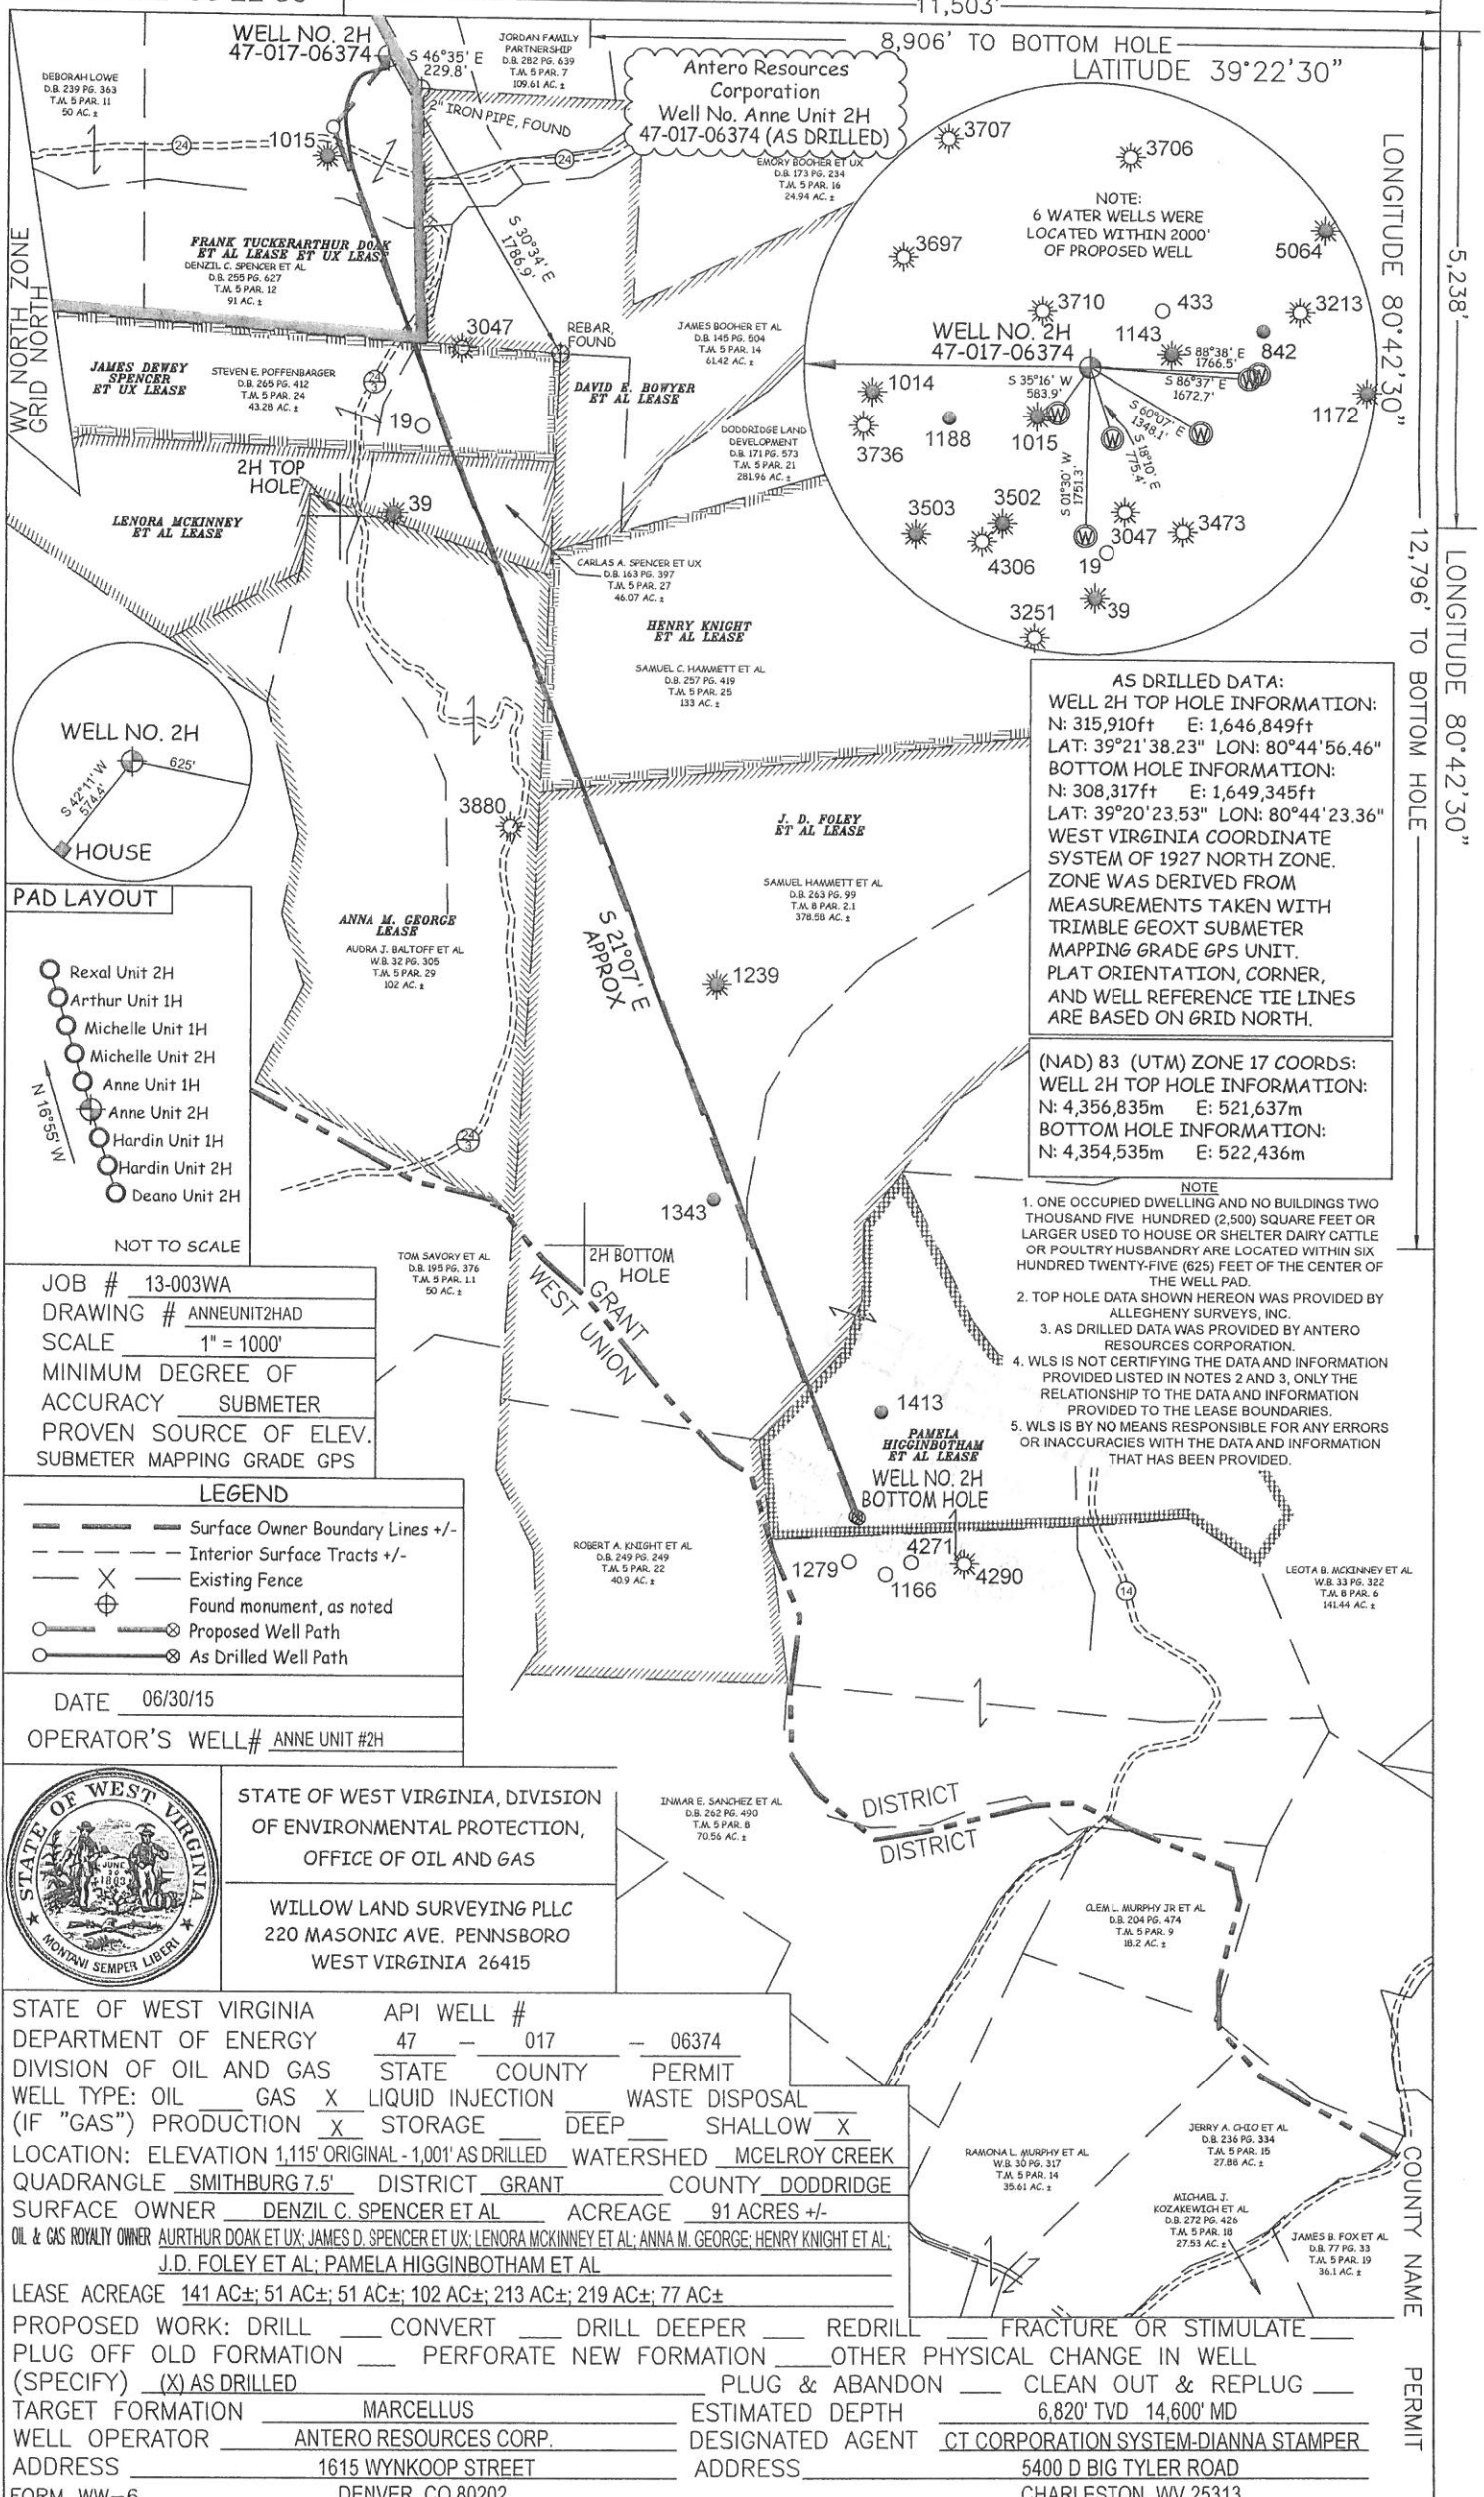 11,503'
8,906' TO BOTTOM HOLE
LATITUDE 39°22'30"
WELL NO. 2H
47-017-06374
S 46°35' E
229.8'
JORDAN FAMILY
PARTNERSHIP
D.B. 282 PG. 639
T.M. 5 PAR. 7
109.61 AC. ±
Antero Resources
Corporation
Well No. Anne Unit 2H
47-017-06374 (AS DRILLED)
DEBORAH LOWE
D.B. 239 PG. 363
T.M. 5 PAR. 11
50 AC. ±
2" IRON PIPE, FOUND
24
1015
24
EMORY BOOHER ET UX
D.B. 173 PG. 234
T.M. 5 PAR. 16
24.94 AC. ±
S 30°34' E
1786.9'
WV NORTH ZONE
GRID NORTH
FRANK TUCKERARTHUR DOAK
ET AL LEASE ET UX LEASE
DENZIL C. SPENCER ET AL
D.B. 255 PG. 627
T.M. 5 PAR. 12
91 AC. ±
3047
REBAR,
FOUND
JAMES BOOHER ET AL
D.B. 145 PG. 504
T.M. 5 PAR. 14
61.42 AC. ±
JAMES DEWEY
SPENCER
ET UX LEASE
STEVEN E. POFFENBARGER
D.B. 265 PG. 412
T.M. 5 PAR. 24
43.28 AC. ±
24
3
19
DAVID E. BOWYER
ET AL LEASE
DODDRIDGE LAND
DEVELOPMENT
D.B. 171 PG. 573
T.M. 5 PAR. 21
281.96 AC. ±
2H TOP
HOLE
39
LENORA MCKINNEY
ET AL LEASE
CARLAS A. SPENCER ET UX
D.B. 163 PG. 397
T.M. 5 PAR. 27
46.07 AC. ±
HENRY KNIGHT
ET AL LEASE
SAMUEL C. HAMMETT ET AL
D.B. 257 PG. 419
T.M. 5 PAR. 25
133 AC. ±
3707
3706
NOTE:
6 WATER WELLS WERE
LOCATED WITHIN 2000'
OF PROPOSED WELL
3697
5064
3710
433
3213
WELL NO. 2H
47-017-06374
1143
S 88°38' E
1766.5'
842
S 86°37' E
1672.7'
S 35°16' W
583.9'
1014
S 60°07' E
1348.1'
1172
3736
1188
1015
W
W
W
W
S 18°10' E
775.4'
S 01°30' W
1751.3'
3503
3502
W
3047
3473
4306
19
39
3251
LONGITUDE 80°42'30"
5,238'
12,796' TO BOTTOM HOLE
LONGITUDE 80°42'30"
WELL NO. 2H
625'
S 42°11' W
574.4'
HOUSE
3880
AS DRILLED DATA:
WELL 2H TOP HOLE INFORMATION:
N: 315,910ft E: 1,646,849ft
LAT: 39°21'38.23" LON: 80°44'56.46"
BOTTOM HOLE INFORMATION:
N: 308,317ft E: 1,649,345ft
LAT: 39°20'23.53" LON: 80°44'23.36"
WEST VIRGINIA COORDINATE
SYSTEM OF 1927 NORTH ZONE.
ZONE WAS DERIVED FROM
MEASUREMENTS TAKEN WITH
TRIMBLE GEOXT SUBMETER
MAPPING GRADE GPS UNIT.
PLAT ORIENTATION, CORNER,
AND WELL REFERENCE TIE LINES
ARE BASED ON GRID NORTH.
J. D. FOLEY
ET AL LEASE
SAMUEL HAMMETT ET AL
D.B. 263 PG. 99
T.M. 8 PAR. 2.1
378.58 AC. ±
PAD LAYOUT
Rexal Unit 2H
Arthur Unit 1H
Michelle Unit 1H
Michelle Unit 2H
Anne Unit 1H
Anne Unit 2H
Hardin Unit 1H
Hardin Unit 2H
Deano Unit 2H
N 16°55' W
NOT TO SCALE
ANNA M. GEORGE
LEASE
AUDRA J. BALTOFF ET AL
W.B. 32 PG. 305
T.M. 5 PAR. 29
102 AC. ±
S 21°07' E
APPROX
1239
24
3
1343
(NAD) 83 (UTM) ZONE 17 COORDS:
WELL 2H TOP HOLE INFORMATION:
N: 4,356,835m E: 521,637m
BOTTOM HOLE INFORMATION:
N: 4,354,535m E: 522,436m
NOTE
1. ONE OCCUPIED DWELLING AND NO BUILDINGS TWO
THOUSAND FIVE HUNDRED (2,500) SQUARE FEET OR
LARGER USED TO HOUSE OR SHELTER DAIRY CATTLE
OR POULTRY HUSBANDRY ARE LOCATED WITHIN SIX
HUNDRED TWENTY-FIVE (625) FEET OF THE CENTER OF
THE WELL PAD.
2. TOP HOLE DATA SHOWN HEREON WAS PROVIDED BY
ALLEGHENY SURVEYS, INC.
3. AS DRILLED DATA WAS PROVIDED BY ANTERO
RESOURCES CORPORATION.
4. WLS IS NOT CERTIFYING THE DATA AND INFORMATION
PROVIDED LISTED IN NOTES 2 AND 3, ONLY THE
RELATIONSHIP TO THE DATA AND INFORMATION
PROVIDED TO THE LEASE BOUNDARIES.
5. WLS IS BY NO MEANS RESPONSIBLE FOR ANY ERRORS
OR INACCURACIES WITH THE DATA AND INFORMATION
THAT HAS BEEN PROVIDED.
TOM SAVORY ET AL
D.B. 195 PG. 376
T.M. 5 PAR. 1.1
50 AC. ±
2H BOTTOM
HOLE
GRANT
WEST UNION
JOB # 13-003WA
DRAWING # ANNEUNIT2HAD
SCALE 1" = 1000'
MINIMUM DEGREE OF
ACCURACY SUBMETER
PROVEN SOURCE OF ELEV.
SUBMETER MAPPING GRADE GPS
1413
PAMELA
HIGGINBOTHAM
ET AL LEASE
WELL NO. 2H
BOTTOM HOLE
LEGEND
Surface Owner Boundary Lines +/-
Interior Surface Tracts +/-
X Existing Fence
Found monument, as noted
Proposed Well Path
As Drilled Well Path
ROBERT A. KNIGHT ET AL
D.B. 249 PG. 249
T.M. 5 PAR. 22
40.9 AC. ±
1279
4271
1166
4290
14
LEOTA B. MCKINNEY ET AL
W.B. 33 PG. 322
T.M. 8 PAR. 6
141.44 AC. ±
DATE 06/30/15
OPERATOR'S WELL# ANNE UNIT #2H
STATE OF WEST VIRGINIA
JUNE
20
1863
MONTANI SEMPER LIBERI
STATE OF WEST VIRGINIA, DIVISION
OF ENVIRONMENTAL PROTECTION,
OFFICE OF OIL AND GAS
WILLOW LAND SURVEYING PLLC
220 MASONIC AVE. PENNSBORO
WEST VIRGINIA 26415
INMAR E. SANCHEZ ET AL
D.B. 262 PG. 490
T.M. 5 PAR. 8
70.56 AC. ±
DISTRICT
DISTRICT
CLEM L. MURPHY JR ET AL
D.B. 204 PG. 474
T.M. 5 PAR. 9
18.2 AC. ±
RAMONA L. MURPHY ET AL
W.B. 30 PG. 317
T.M. 5 PAR. 14
35.61 AC. ±
JERRY A. CHIO ET AL
D.B. 236 PG. 334
T.M. 5 PAR. 15
27.88 AC. ±
MICHAEL J.
KOZAKEWICH ET AL
D.B. 272 PG. 426
T.M. 5 PAR. 18
27.53 AC. ±
JAMES B. FOX ET AL
D.B. 77 PG. 33
T.M. 5 PAR. 19
36.1 AC. ±
STATE OF WEST VIRGINIA API WELL #
DEPARTMENT OF ENERGY 47 - 017 - 06374
DIVISION OF OIL AND GAS STATE COUNTY PERMIT
WELL TYPE: OIL ___ GAS X LIQUID INJECTION ___ WASTE DISPOSAL ___
(IF "GAS") PRODUCTION X STORAGE ___ DEEP ___ SHALLOW X
LOCATION: ELEVATION 1,115' ORIGINAL - 1,001' AS DRILLED WATERSHED MCELROY CREEK
QUADRANGLE SMITHBURG 7.5' DISTRICT GRANT COUNTY DODDRIDGE
SURFACE OWNER DENZIL C. SPENCER ET AL ACREAGE 91 ACRES +/-
OIL & GAS ROYALTY OWNER AURTHUR DOAK ET UX; JAMES D. SPENCER ET UX; LENORA MCKINNEY ET AL; ANNA M. GEORGE; HENRY KNIGHT ET AL;
J.D. FOLEY ET AL; PAMELA HIGGINBOTHAM ET AL
LEASE ACREAGE 141 AC±; 51 AC±; 51 AC±; 102 AC±; 213 AC±; 219 AC±; 77 AC±
PROPOSED WORK: DRILL ___ CONVERT ___ DRILL DEEPER ___ REDRILL ___ FRACTURE OR STIMULATE ___
PLUG OFF OLD FORMATION ___ PERFORATE NEW FORMATION ___ OTHER PHYSICAL CHANGE IN WELL
(SPECIFY) (X) AS DRILLED PLUG & ABANDON ___ CLEAN OUT & REPLUG ___
TARGET FORMATION MARCELLUS ESTIMATED DEPTH 6,820' TVD 14,600' MD
WELL OPERATOR ANTERO RESOURCES CORP. DESIGNATED AGENT CT CORPORATION SYSTEM-DIANNA STAMPER
ADDRESS 1615 WYNKOOP STREET ADDRESS 5400 D BIG TYLER ROAD
FORM WW-6 DENVER, CO 80202 CHARLESTON, WV 25313
COUNTY NAME
PERMIT